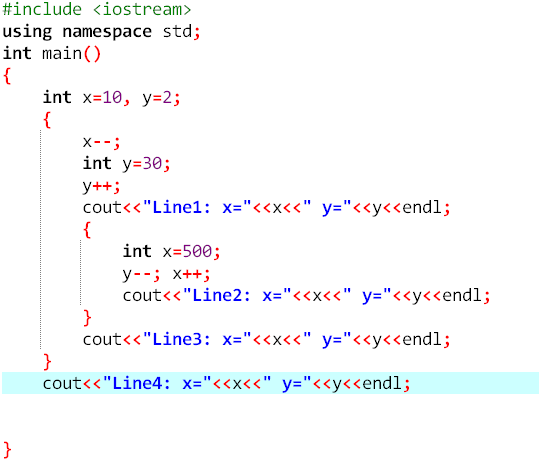 #include <iostream>
using namespace std;
int main()
{
    int x=10, y=2;
    {
        x--;
        int y=30;
        y++;
        cout<<"Line1: x="<<x<<" y="<<y<<endl;
        {
            int x=500;
            y--; x++;
            cout<<"Line2: x="<<x<<" y="<<y<<endl;
        }
        cout<<"Line3: x="<<x<<" y="<<y<<endl;
    }
    cout<<"Line4: x="<<x<<" y="<<y<<endl;
}